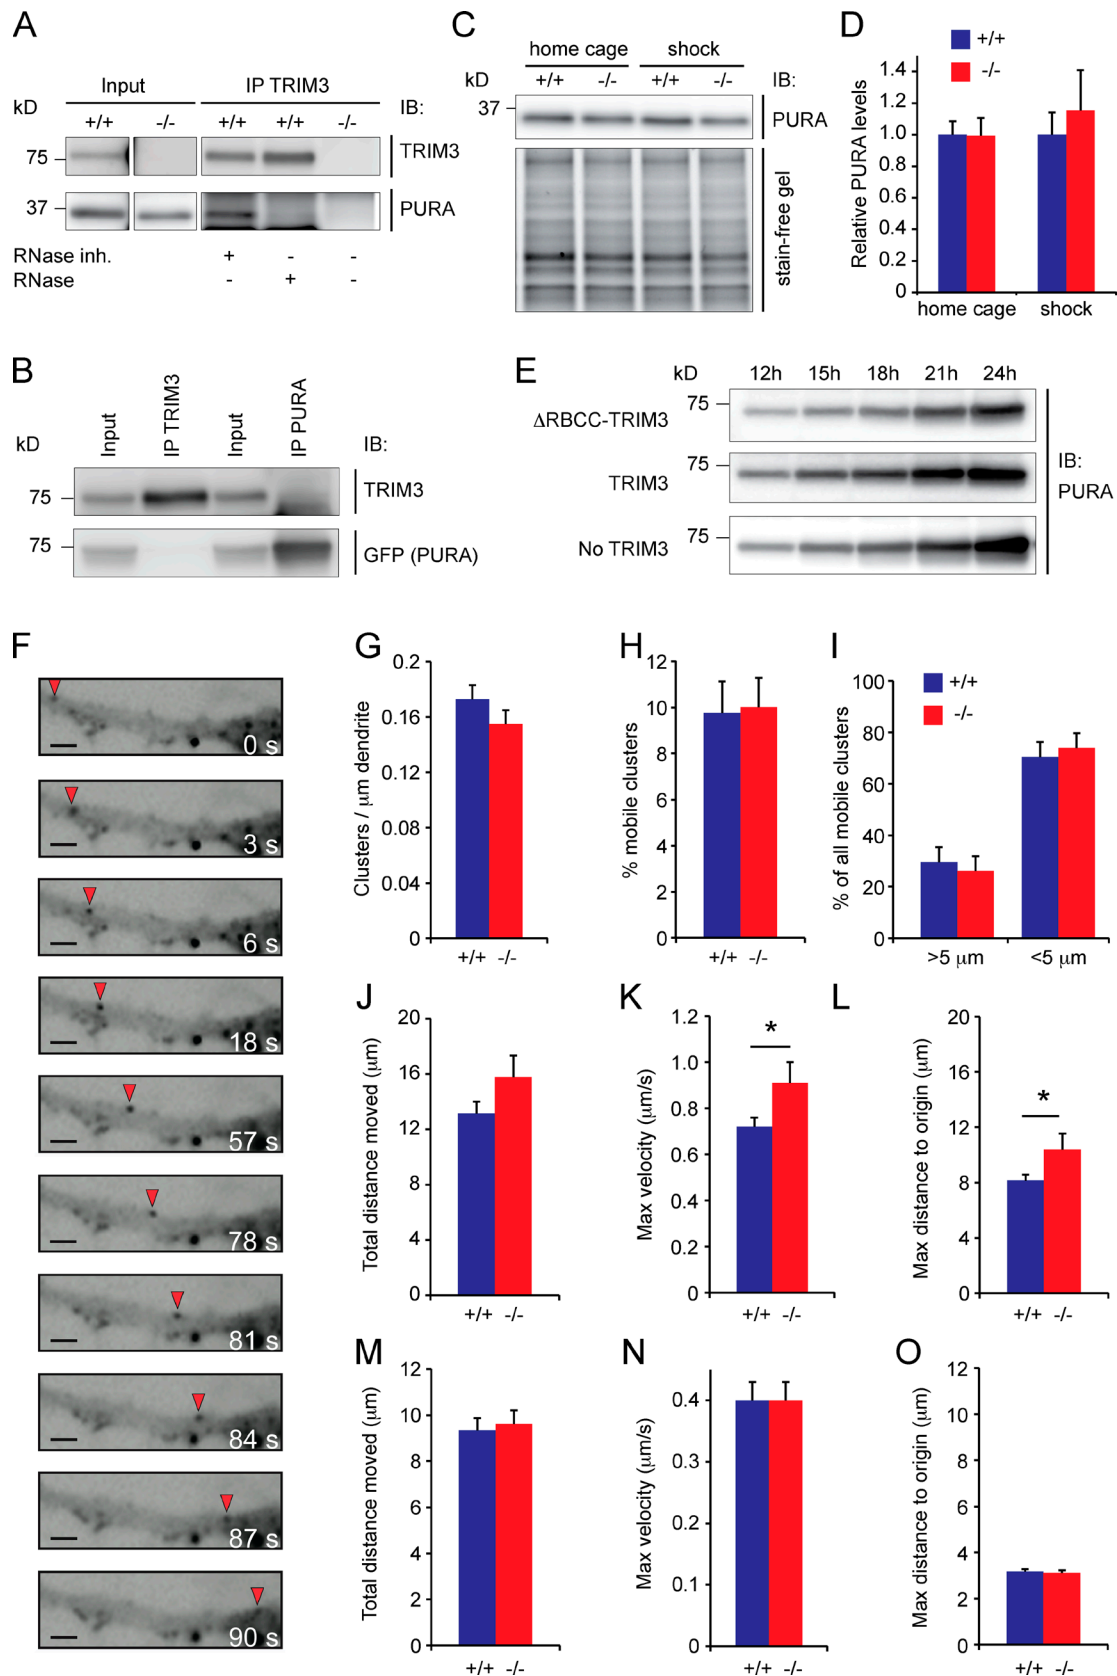 A
Input
IP TRIM3
kD
IB:
+/+ -/- +/+ +/+ -/-
75
TRIM3
37
PURA
RNase inh. + - -
RNase - + -
B
kD
Input
IP TRIM3
Input
IP PURA
IB:
75
TRIM3
75
GFP (PURA)
C
home cage
shock
kD
+/+ -/- +/+ -/-
IB:
37
PURA
stain-free gel
D
+/+
-/-
Relative PURA levels
1.4
1.2
1.0
0.8
0.6
0.4
0.2
0
home cage
shock
E
kD
12h 15h 18h 21h 24h
75
ΔRBCC-TRIM3
75
TRIM3
75
No TRIM3
IB:
PURA
F
0 s
3 s
6 s
18 s
57 s
78 s
81 s
84 s
87 s
90 s
G
Clusters / μm dendrite
0.2
0.16
0.12
0.08
0.04
0
+/+ -/-
H
% mobile clusters
12
10
8
6
4
2
0
+/+ -/-
I
+/+
-/-
% of all mobile clusters
100
80
60
40
20
0
>5 μm
<5 μm
J
Total distance moved (μm)
20
16
12
8
4
0
+/+ -/-
K
Max velocity (μm/s)
1.2
1.0
0.8
0.6
0.4
0.2
0
*
+/+ -/-
L
Max distance to origin (μm)
20
16
12
8
4
0
*
+/+ -/-
M
Total distance moved (μm)
12
10
8
6
4
2
0
+/+ -/-
N
Max velocity (μm/s)
0.4
0.3
0.2
0.1
0
+/+ -/-
O
Max distance to origin (μm)
12
10
8
6
4
2
0
+/+ -/-